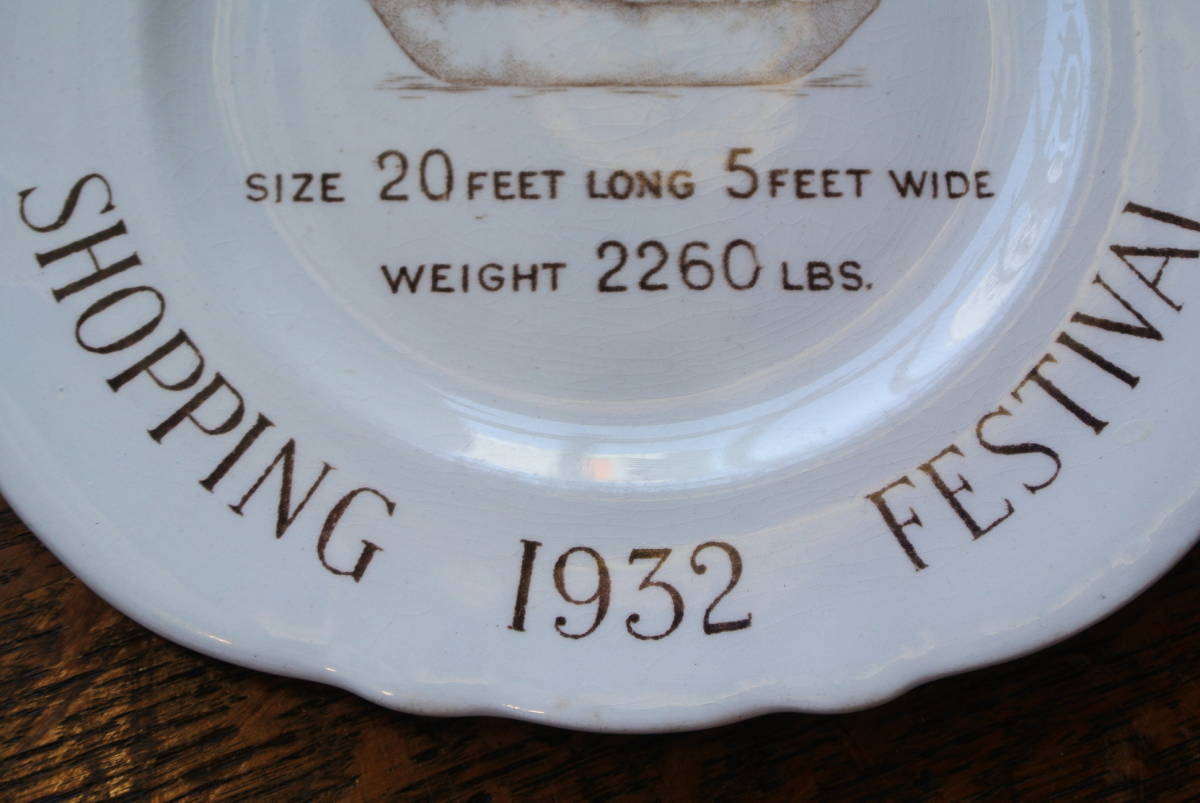 SIZE 20 FEET LONG 5 FEET WIDE
WEIGHT 2260 LBS.
SHOPPING 1932 FESTIVAL